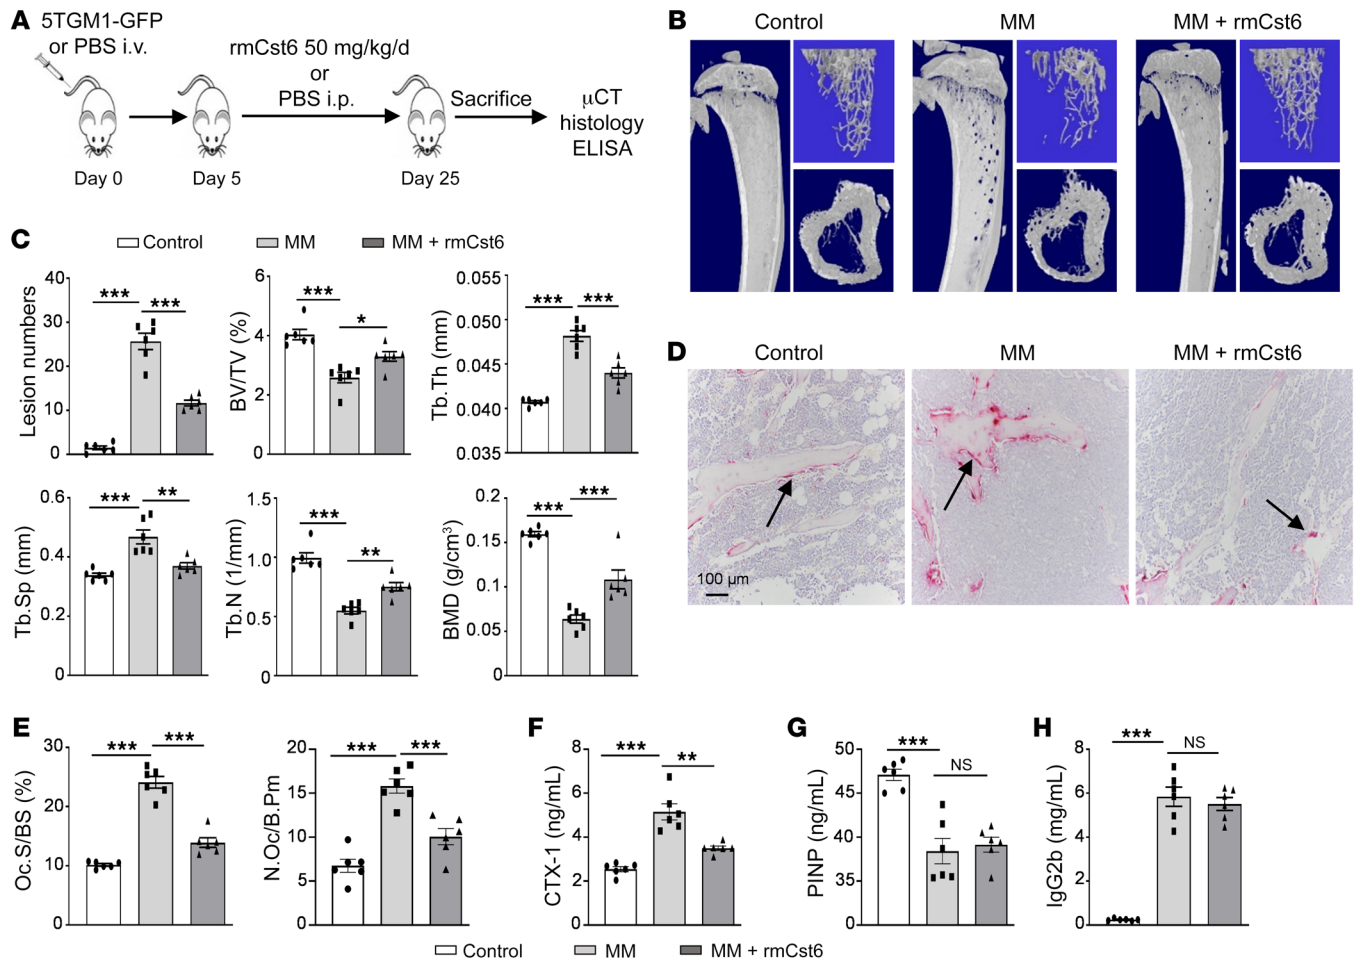 A
5TGM1-GFP
or PBS i.v.
rmCst6 50 mg/kg/d
or
PBS i.p.
Sacrifice
µCT
histology
ELISA
Day 0
Day 5
Day 25
B
Control
MM
MM + rmCst6
C
Control
MM
MM + rmCst6
Lesion numbers
40
30
20
10
0
***
***
BV/TV (%)
6
4
2
0
***
*
Tb.Th (mm)
0.055
0.050
0.045
0.040
0.035
***
***
Tb.Sp (mm)
0.6
0.4
0.2
0
***
**
Tb.N (1/mm)
1.5
1.0
0.5
0
***
**
BMD (g/cm³)
0.2
0.15
0.1
0.05
0
***
***
D
Control
MM
MM + rmCst6
100 µm
E
Oc.S/BS (%)
30
20
10
0
***
***
N.Oc/B.Pm
20
15
10
5
0
***
***
F
CTX-1 (ng/mL)
8
6
4
2
0
***
**
G
PINP (ng/mL)
50
45
40
35
0
***
NS
H
IgG2b (mg/mL)
8
6
4
2
0
***
NS
Control
MM
MM + rmCst6